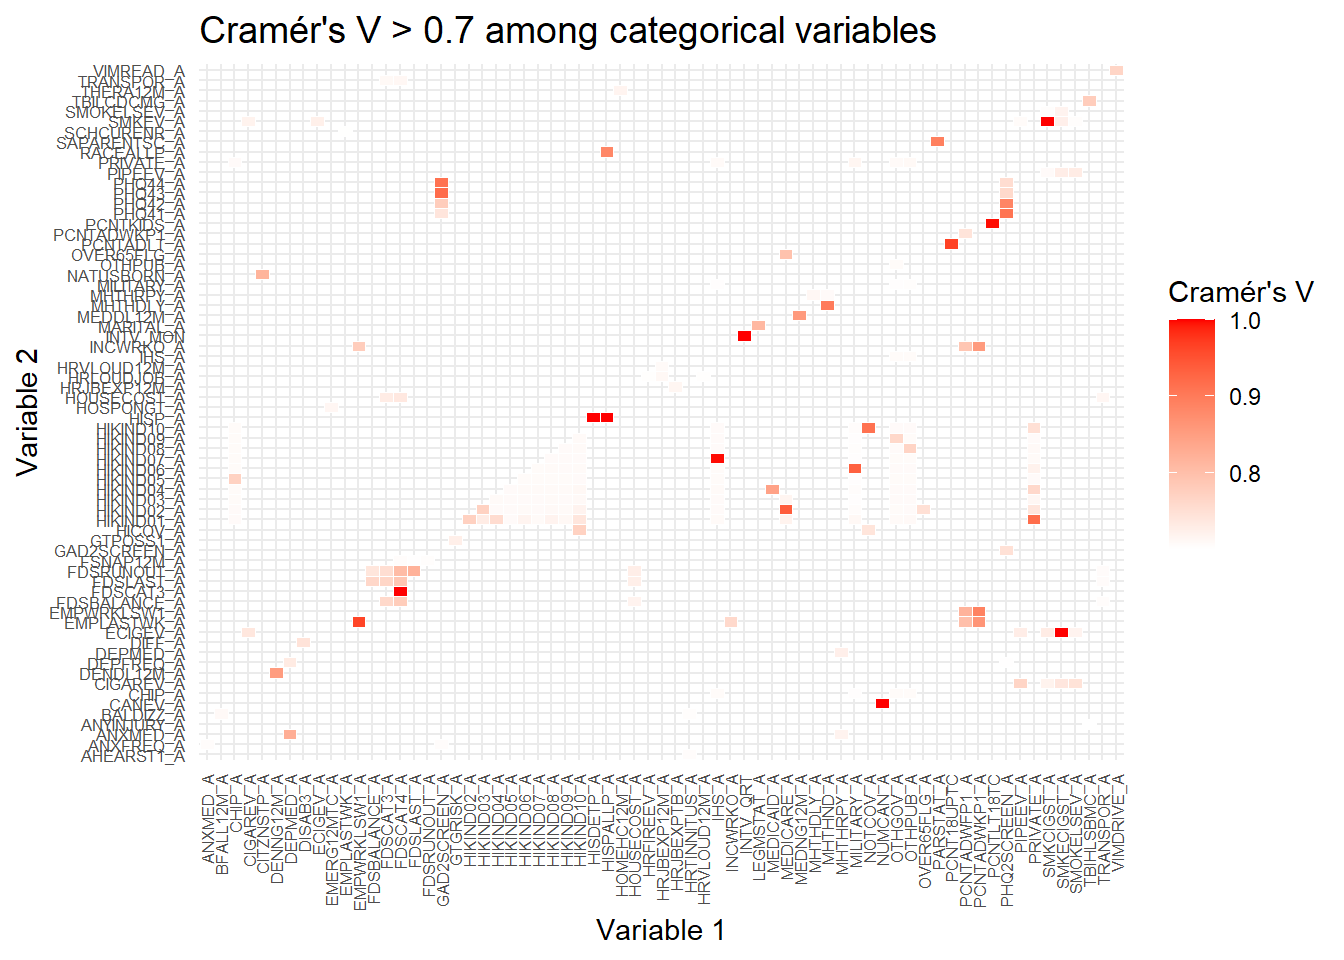 Cramér's V > 0.7 among categorical variables
VIMREAD_A
TRANSPOR_A
THERA12M_A
TBILCDCMG_A
SMOKELSEV_A
SMKEV_A
SCHCURENR_A
SAPARENTSC_A
RACEALLP_A
PRIVATE_A
PIPEEV_A
PHQ44_A
PHQ43_A
PHQ42_A
PHQ41_A
PCNTKIDS_A
PCNTADWKP1_A
PCNTADLT_A
OVER65FLG_A
OTHPUB_A
NATUSBORN_A
MILITARY_A
MHTHRPY_A
MHTHDLY_A
MEDDL12M_A
MARITAL_A
INTV_MON
INCWRKO_A
IHS_A
HRVLOUD12M_A
HRLOUDJOB_A
HRJBEXP12M_A
HOUSECOST_A
HOSPONGT_A
HISP_A
HIKIND10_A
HIKIND09_A
HIKIND08_A
HIKIND07_A
HIKIND06_A
HIKIND05_A
HIKIND04_A
HIKIND03_A
HIKIND02_A
HIKIND01_A
HICOV_A
GTPOSS1_A
GAD2SCREEN_A
FSNAP12M_A
FDSRUNOUT_A
FDSLAST_A
FDSCAT3_A
FDSBALANCE_A
EMPWRKLSW1_A
EMPLASTWK_A
ECIGEV_A
DIFF_A
DEPMED_A
DEPFREQ_A
DENDL12M_A
CIGAREV_A
CHIP_A
CANEV_A
BALDIZZ_A
ANYINJURY_A
ANXMED_A
ANXFREQ_A
AHEARST1_A
Variable 2
ANXMED_A
BFALL12M_A
CHIP_A
CIGAREV_A
CITZNSTP_A
DENNG12M_A
DEPMED_A
DISAB3_A
ECIGEV_A
EMERG12MTC_A
EMPLASTWK_A
EMPWRKLSW1_A
FDSBALANCE_A
FDSCAT3_A
FDSCAT4_A
FDSLAST_A
FDSRUNOUT_A
GAD2SCREEN_A
GTGRISK_A
HIKIND02_A
HIKIND03_A
HIKIND04_A
HIKIND05_A
HIKIND06_A
HIKIND07_A
HIKIND08_A
HIKIND09_A
HIKIND10_A
HISDETP_A
HISPALLP_A
HOMEHC12M_A
HOUSECOST_A
HRFIREEV_A
HRJBEXP12M_A
HRJBEXPTB_A
HRTINNITUS_A
HRVLOUD12M_A
IHS_A
INCWRKO_A
INTV_QRT
LEGMSTAT_A
MEDICAID_A
MEDICARE_A
MEDNG12M_A
MHTHDLY_A
MHTHND_A
MHTHRPY_A
MILITARY_A
NOTCOV_A
NUMCAN_A
OTHGOV_A
OTHPUB_A
OVER65FLG_A
PARSTAT_A
PCNT18UPTC
PCNTADWFP1_A
PCNTADWKP1_A
PCNTLT18TC
PHQ2SCREEN_A
PIPEEV_A
PRIVATE_A
SMKCIGST_A
SMKECIGST_A
SMOKELSEV_A
TBIHLSBMC_A
TRANSPOR_A
VIMDRIVE_A
Variable 1
Cramér's V
1.0
0.9
0.8